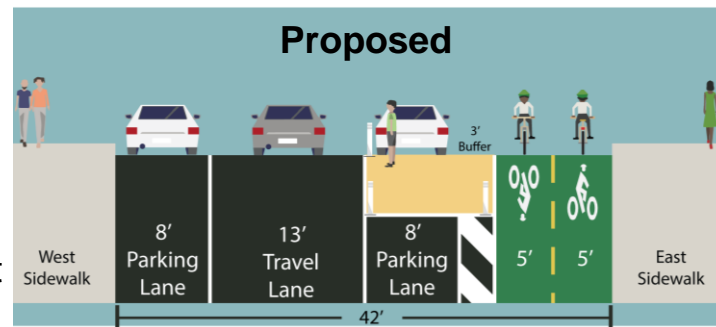 Proposed
3'
Buffer
West
Sidewalk
8'
Parking
Lane
13'
Travel
Lane
8'
Parking
Lane
5'
5'
East
Sidewalk
42'